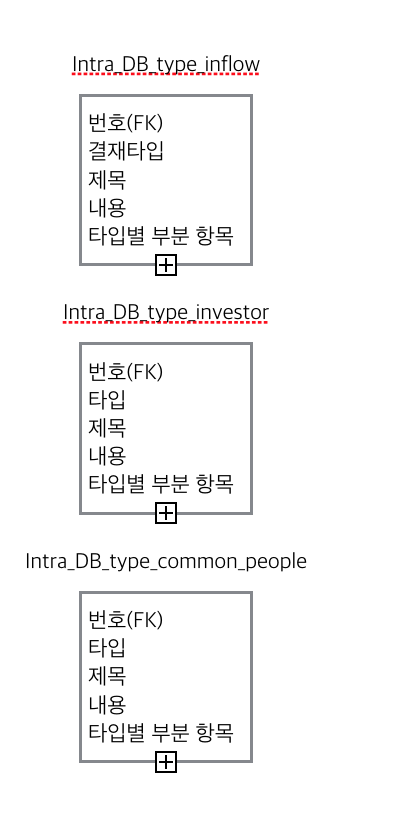 Intra_DB_type_inflow
번호(FK)
결재타입
제목
내용
타입별 부분 항목
Intra_DB_type_investor
번호(FK)
타입
제목
내용
타입별 부분 항목
Intra_DB_type_common_people
번호(FK)
타입
제목
내용
타입별 부분 항목